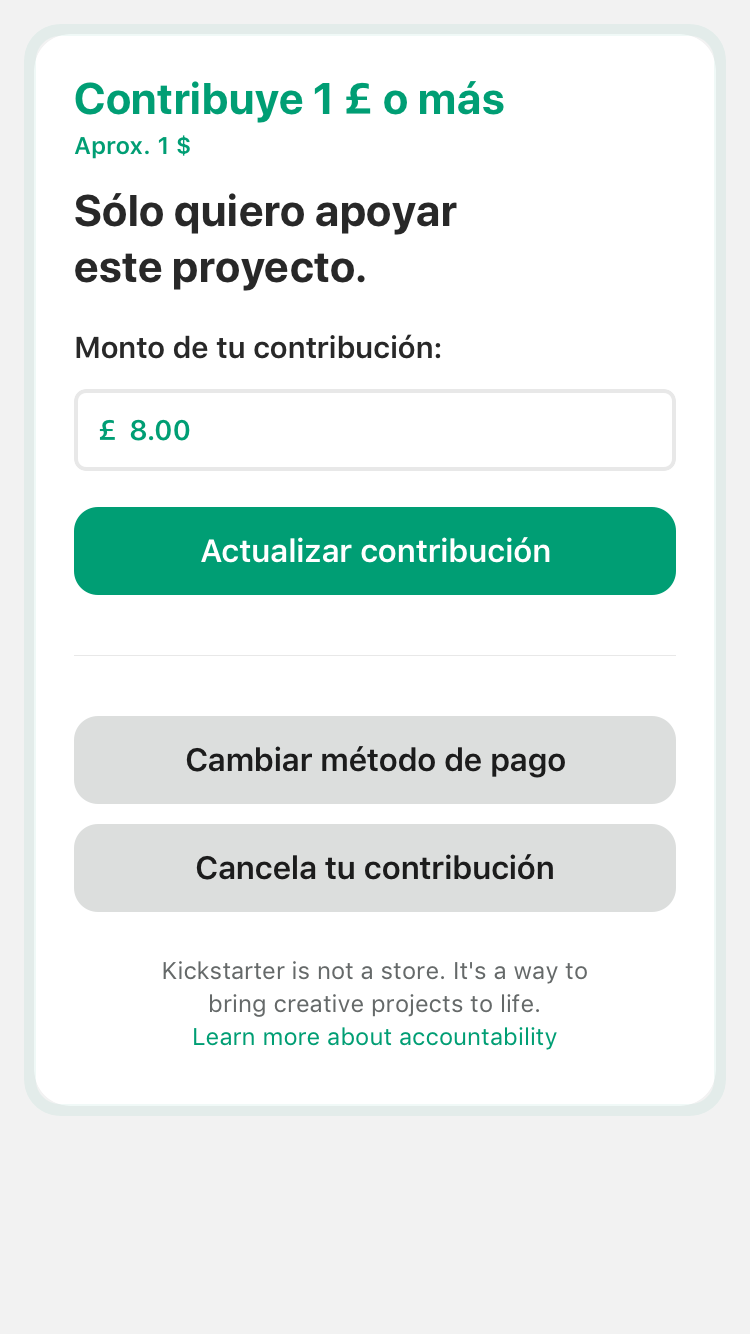 Contribuye 1 £ o más
Aprox. 1 $
Sólo quiero apoyar
este proyecto.
Monto de tu contribución:
£ 8.00
Actualizar contribución
Cambiar método de pago
Cancela tu contribución
Kickstarter is not a store. It's a way to
bring creative projects to life.
Learn more about accountability